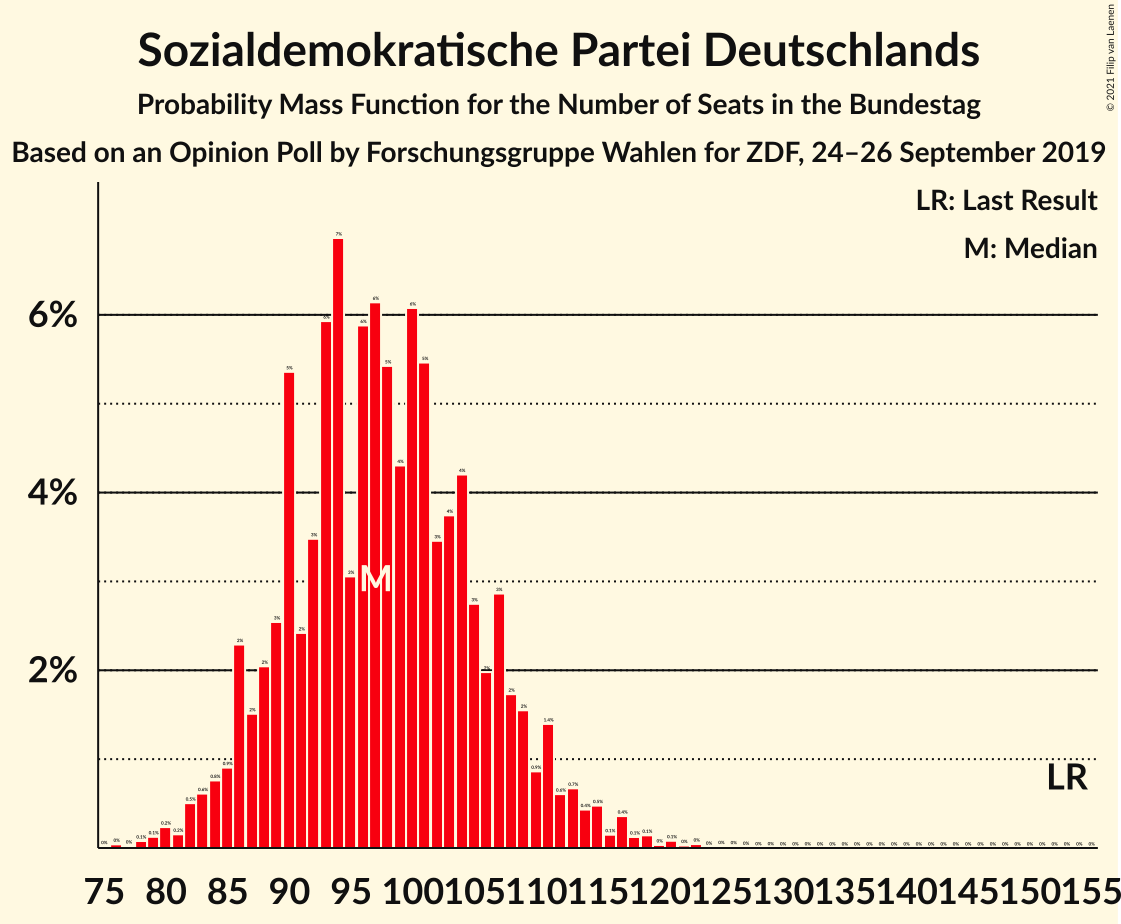 © 2021 Filip van Laenen
Sozialdemokratische Partei Deutschlands
Probability Mass Function for the Number of Seats in the Bundestag
Based on an Opinion Poll by Forschungsgruppe Wahlen for ZDF, 24–26 September 2019
LR: Last Result
M: Median
6%
4%
2%
M
LR
75 80 85 90 95 100 105 110 115 120 125 130 135 140 145 150 155